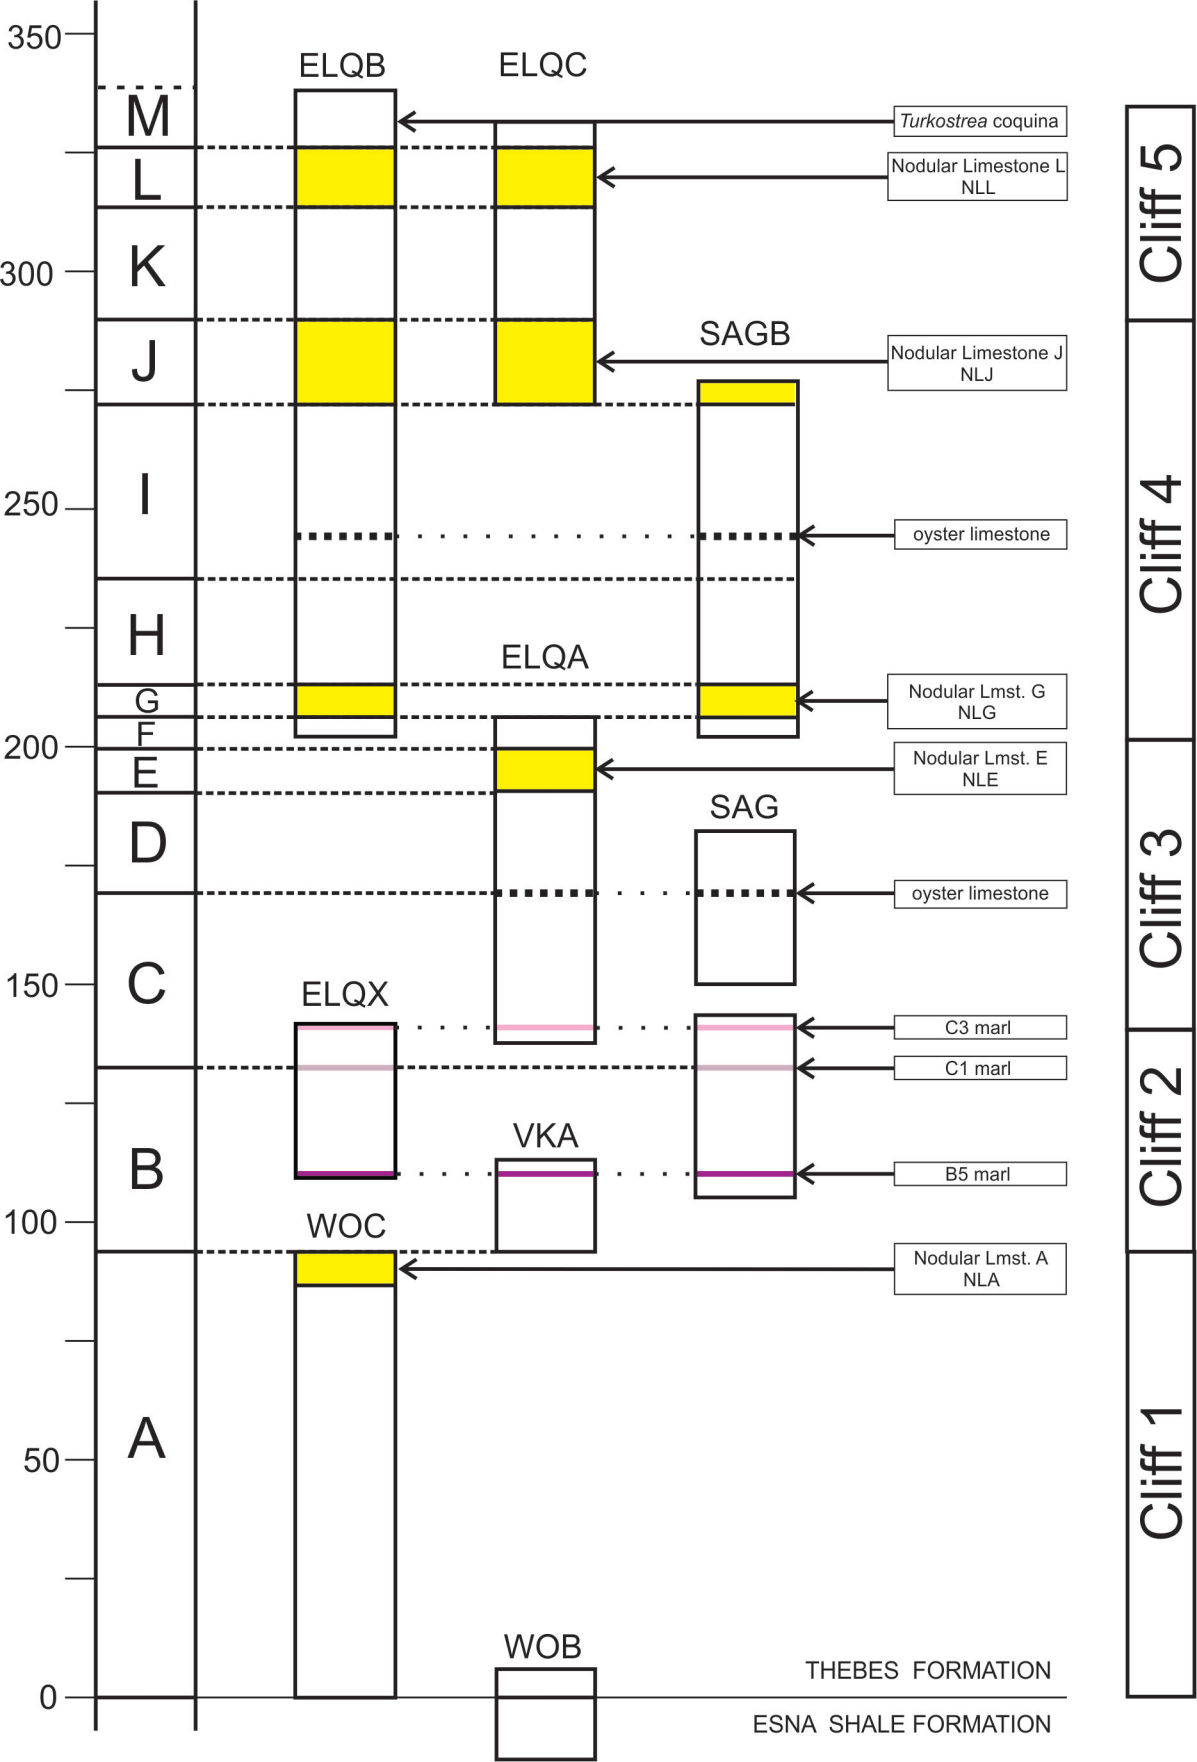 350
ELQB
ELQC
M
Turkostrea coquina
L
Nodular Limestone L
NLL
Cliff 5
K
300
SAGB
J
Nodular Limestone J
NLJ
I
250
oyster limestone
Cliff 4
H
ELQA
G
Nodular Lmst. G
NLG
F
200
E
Nodular Lmst. E
NLE
SAG
D
oyster limestone
Cliff 3
C
150
ELQX
C3 marl
C1 marl
VKA
Cliff 2
B
B5 marl
100
WOC
Nodular Lmst. A
NLA
A
50
Cliff 1
WOB
THEBES FORMATION
0
ESNA SHALE FORMATION